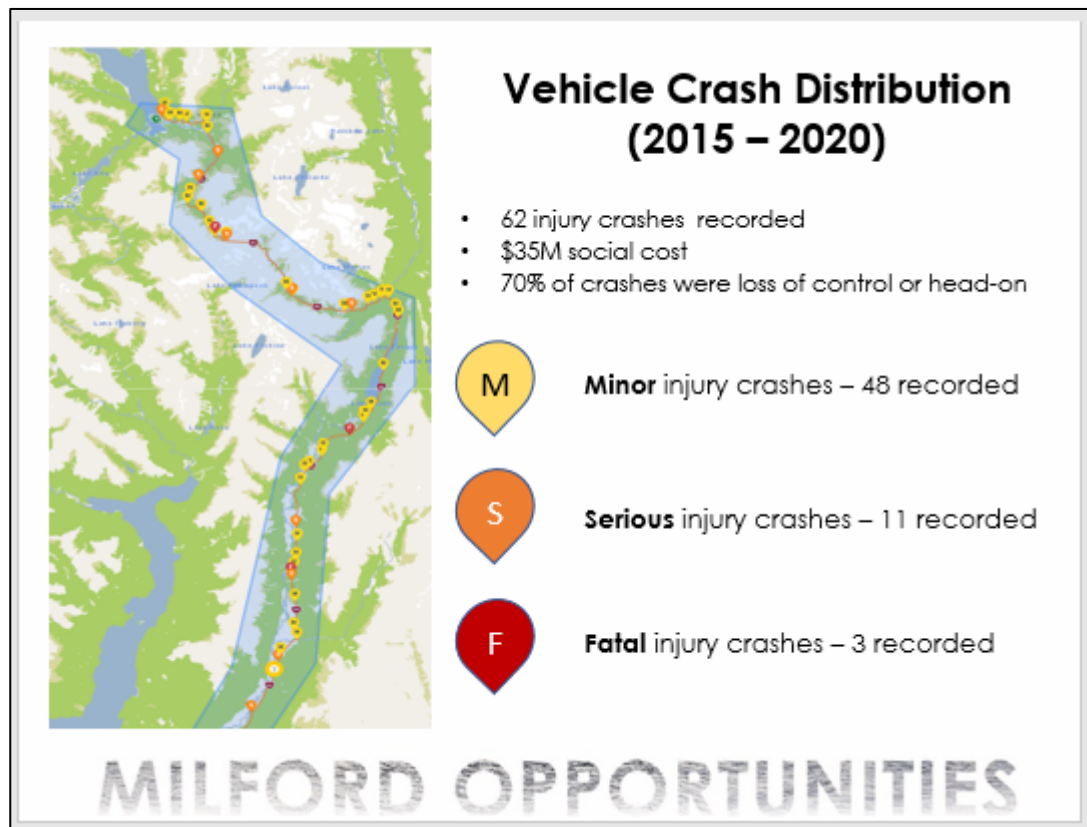 Vehicle Crash Distribution
(2015 – 2020)
• 62 injury crashes recorded
• $35M social cost
• 70% of crashes were loss of control or head-on
M
Minor injury crashes – 48 recorded
S
Serious injury crashes – 11 recorded
F
Fatal injury crashes – 3 recorded
MILFORD OPPORTUNITIES